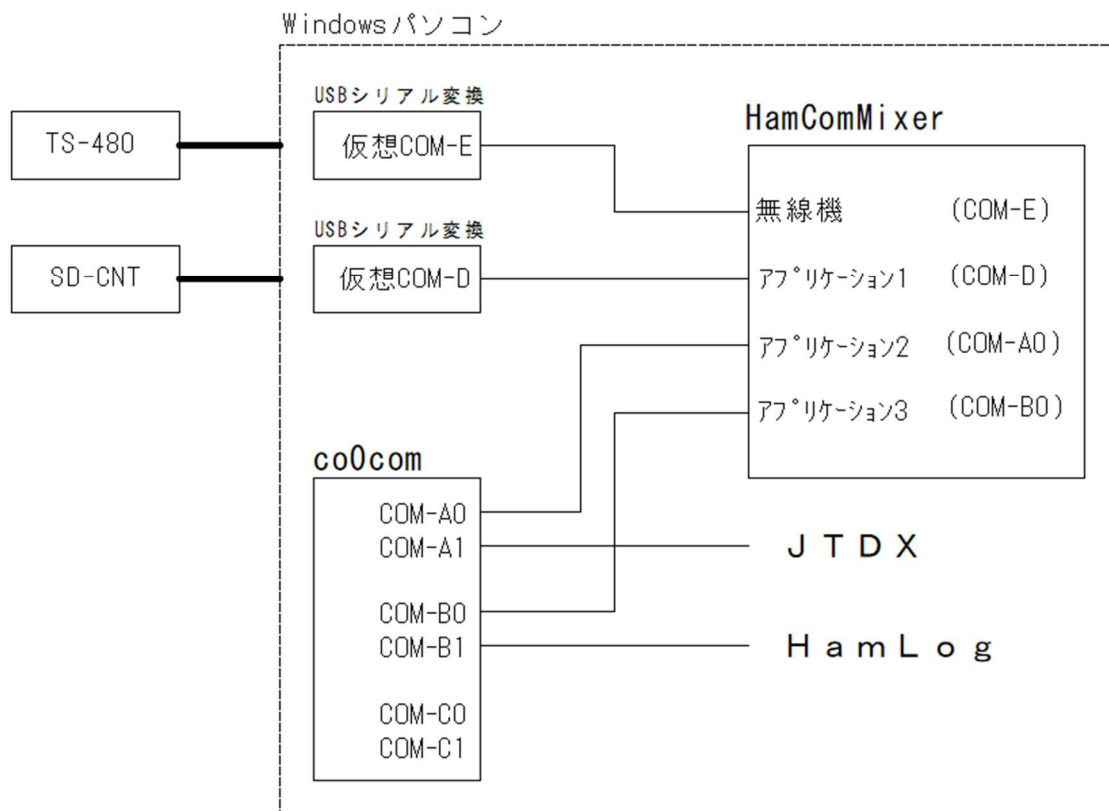 Windowsパソコン
USBシリアル変換
TS-480
仮想COM-E
HamComMixer
無線機 (COM-E)
USBシリアル変換
SD-CNT
仮想COM-D
アプリケーション1 (COM-D)
アプリケーション2 (COM-A0)
アプリケーション3 (COM-B0)
co0com
COM-A0
COM-A1
JTDX
COM-B0
COM-B1
HamLog
COM-C0
COM-C1